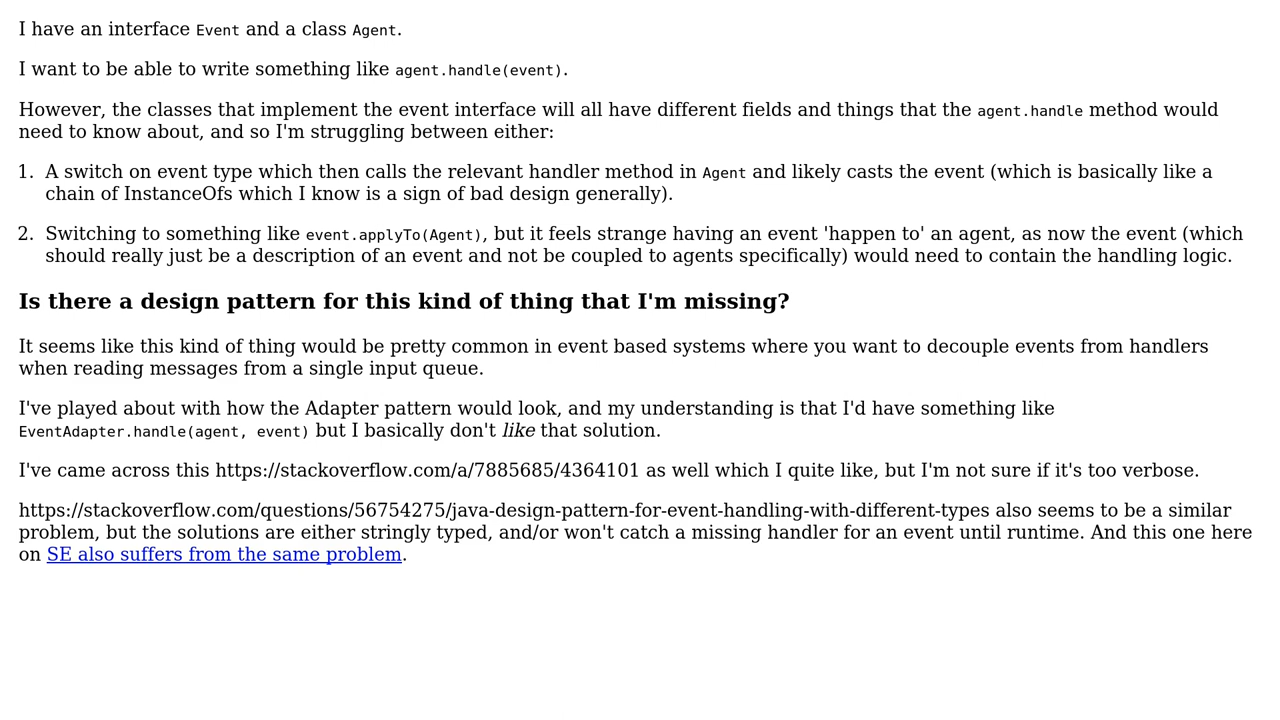 I have an interface Event and a class Agent.
I want to be able to write something like agent.handle(event).
However, the classes that implement the event interface will all have different fields and things that the agent.handle method would
need to know about, and so I'm struggling between either:
1. A switch on event type which then calls the relevant handler method in Agent and likely casts the event (which is basically like a
chain of InstanceOfs which I know is a sign of bad design generally).
2. Switching to something like event.applyTo(Agent), but it feels strange having an event 'happen to' an agent, as now the event (which
should really just be a description of an event and not be coupled to agents specifically) would need to contain the handling logic.
Is there a design pattern for this kind of thing that I'm missing?
It seems like this kind of thing would be pretty common in event based systems where you want to decouple events from handlers
when reading messages from a single input queue.
I've played about with how the Adapter pattern would look, and my understanding is that I'd have something like
EventAdapter.handle(agent, event) but I basically don't like that solution.
I've came across this https://stackoverflow.com/a/7885685/4364101 as well which I quite like, but I'm not sure if it's too verbose.
https://stackoverflow.com/questions/56754275/java-design-pattern-for-event-handling-with-different-types also seems to be a similar
problem, but the solutions are either stringly typed, and/or won't catch a missing handler for an event until runtime. And this one here
on SE also suffers from the same problem.